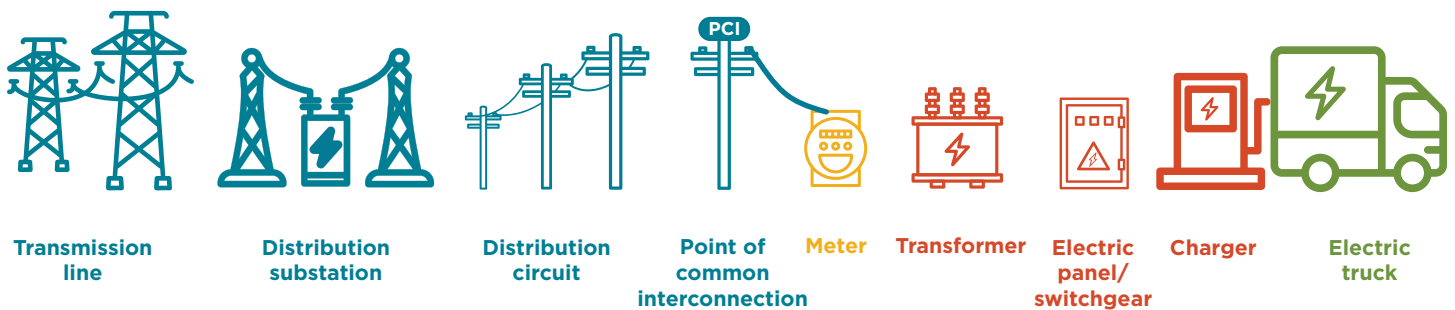 PCI
Transmission
line
Distribution
substation
Distribution
circuit
Point of
common
interconnection
Meter
Transformer
Electric
panel/
switchgear
Charger
Electric
truck